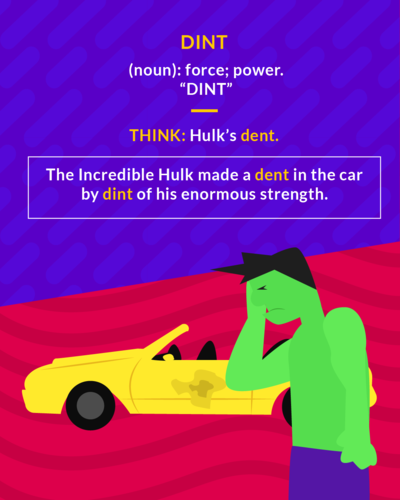 DINT
(noun): force; power.
“DINT”
THINK: Hulk’s dent.
The Incredible Hulk made a dent in the car
by dint of his enormous strength.